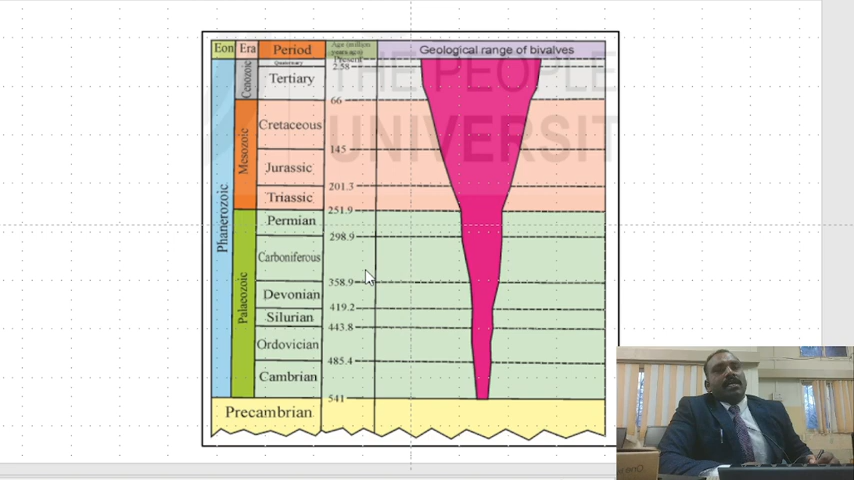 Eon Era Period Age (million years ago) Geological range of bivalves
Present
Quaternary
2.58
Tertiary
Cenozoic
66
Cretaceous
145
Mesozoic
Jurassic
201.3
Triassic
251.9
Phanerozoic
Permian
298.9
Carboniferous
358.9
Palaeozoic
Devonian
419.2
Silurian
443.8
Ordovician
485.4
Cambrian
541
Precambrian
THE PEOPLE
UNIVERSIT